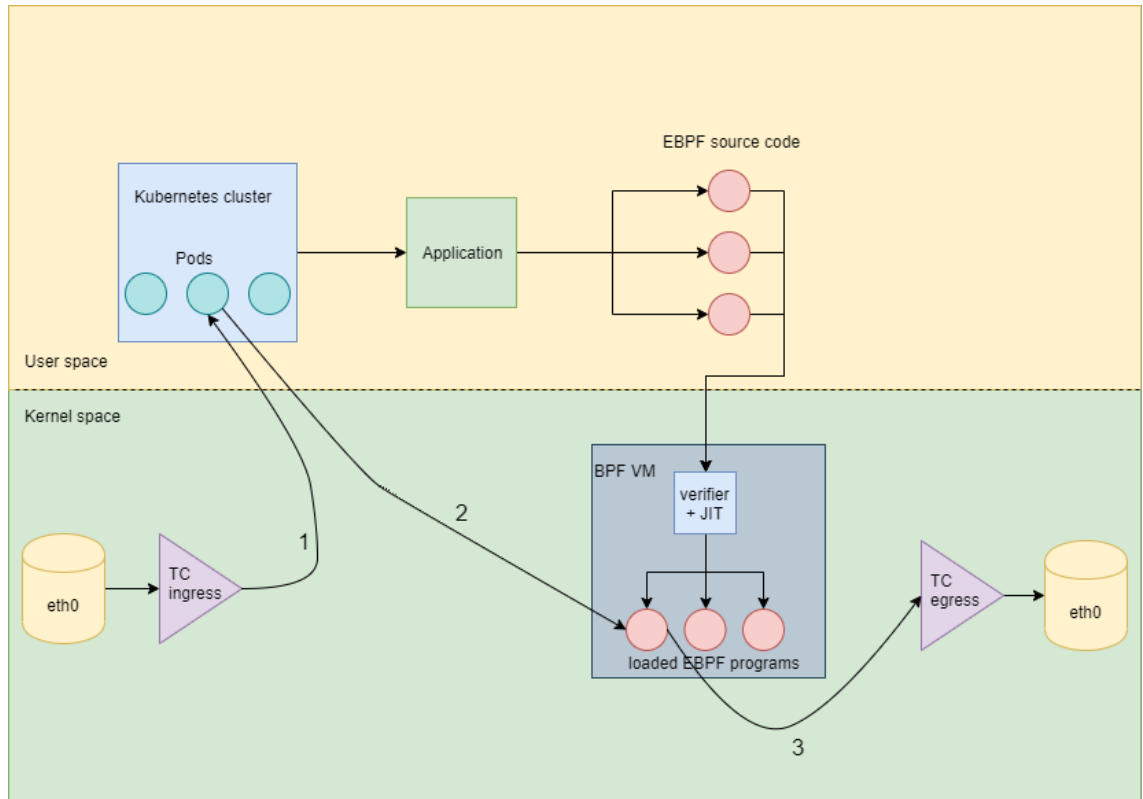 EBPF source code
Kubernetes cluster
Pods
Application
User space
Kernel space
BPF VM
verifier
+ JIT
2
1
TC
ingress
eth0
TC
egress
eth0
loaded EBPF programs
3